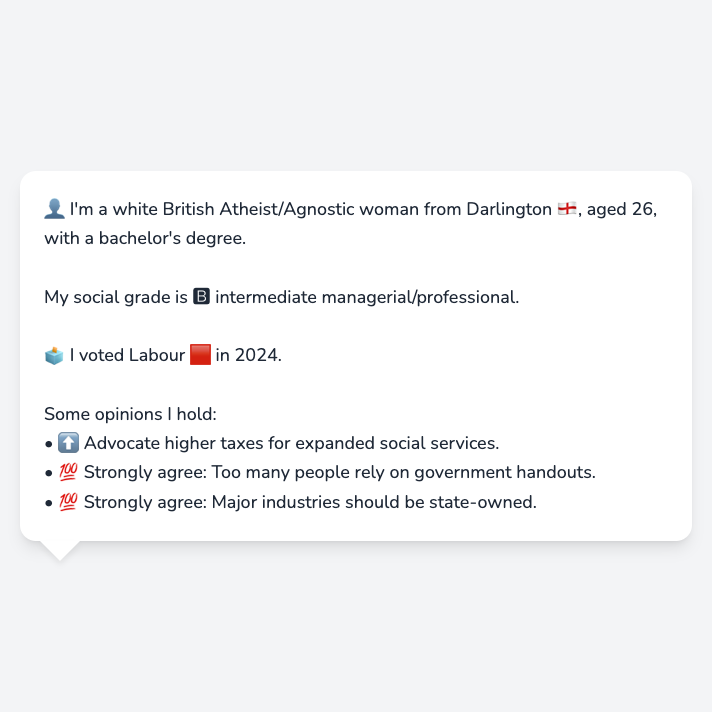 👤 I'm a white British Atheist/Agnostic woman from Darlington 🏴󠁧󠁢󠁥󠁮󠁧󠁿, aged 26,
with a bachelor's degree.
My social grade is 🅱 intermediate managerial/professional.
🗳️ I voted Labour 🟥 in 2024.
Some opinions I hold:
• ⬆️ Advocate higher taxes for expanded social services.
• 💯 Strongly agree: Too many people rely on government handouts.
• 💯 Strongly agree: Major industries should be state-owned.